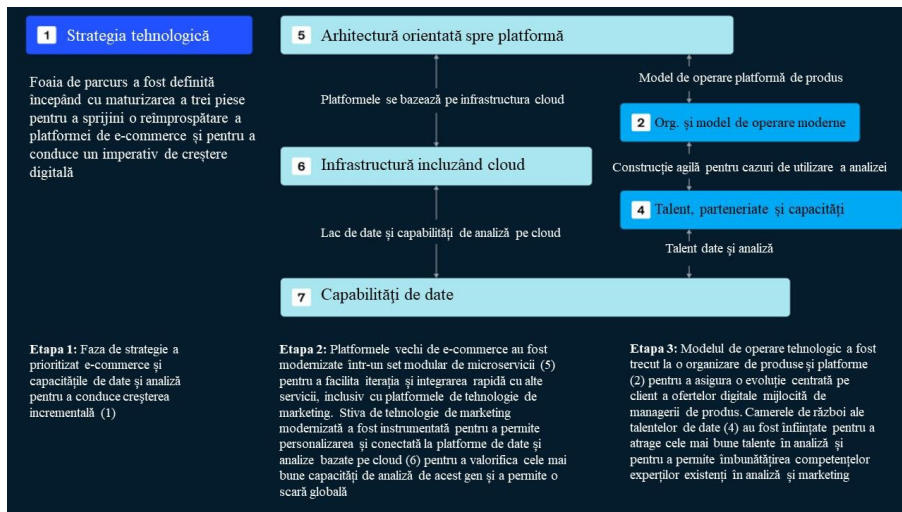 1 Strategia tehnologică
Foaia de parcurs a fost definită
începând cu maturizarea a trei piese
pentru a sprijini o reîmprospătare a
platformei de e-commerce și pentru a
conduce un imperativ de creștere
digitală
5 Arhitectură orientată spre platformă
Platformele se bazează pe infrastructura cloud
Model de operare platformă de produs
2 Org. și model de operare moderne
6 Infrastructură incluzând cloud
Construcție agilă pentru cazuri de utilizare a analizei
4 Talent, parteneriate și capacități
Lac de date și capabilități de analiză pe cloud
Talent date și analiză
7 Capabilități de date
Etapa 1: Faza de strategie a
prioritizat e-commerce și
capacitățile de date și analiză
pentru a conduce creșterea
incrementală (1)
Etapa 2: Platformele vechi de e-commerce au fost
modernizate într-un set modular de microservicii (5)
pentru a facilita iterația și integrarea rapidă cu alte
servicii, inclusiv cu platformele de tehnologie de
marketing. Stiva de tehnologie de marketing
modernizată a fost instrumentată pentru a permite
personalizarea și conectată la platforme de date și
analize bazate pe cloud (6) pentru a valorifica cele mai
bune capacități de analiză de acest gen și a permite o
scară globală
Etapa 3: Modelul de operare tehnologic a fost
trecut la o organizare de produse și platforme
(2) pentru a asigura o evoluție centrată pe
client a ofertelor digitale mijlocită de
managerii de produs. Camerele de război ale
talentelor de date (4) au fost înființate pentru a
atrage cele mai bune talente în analiză și
pentru a permite îmbunătățirea competențelor
experților existenți în analiză și marketing